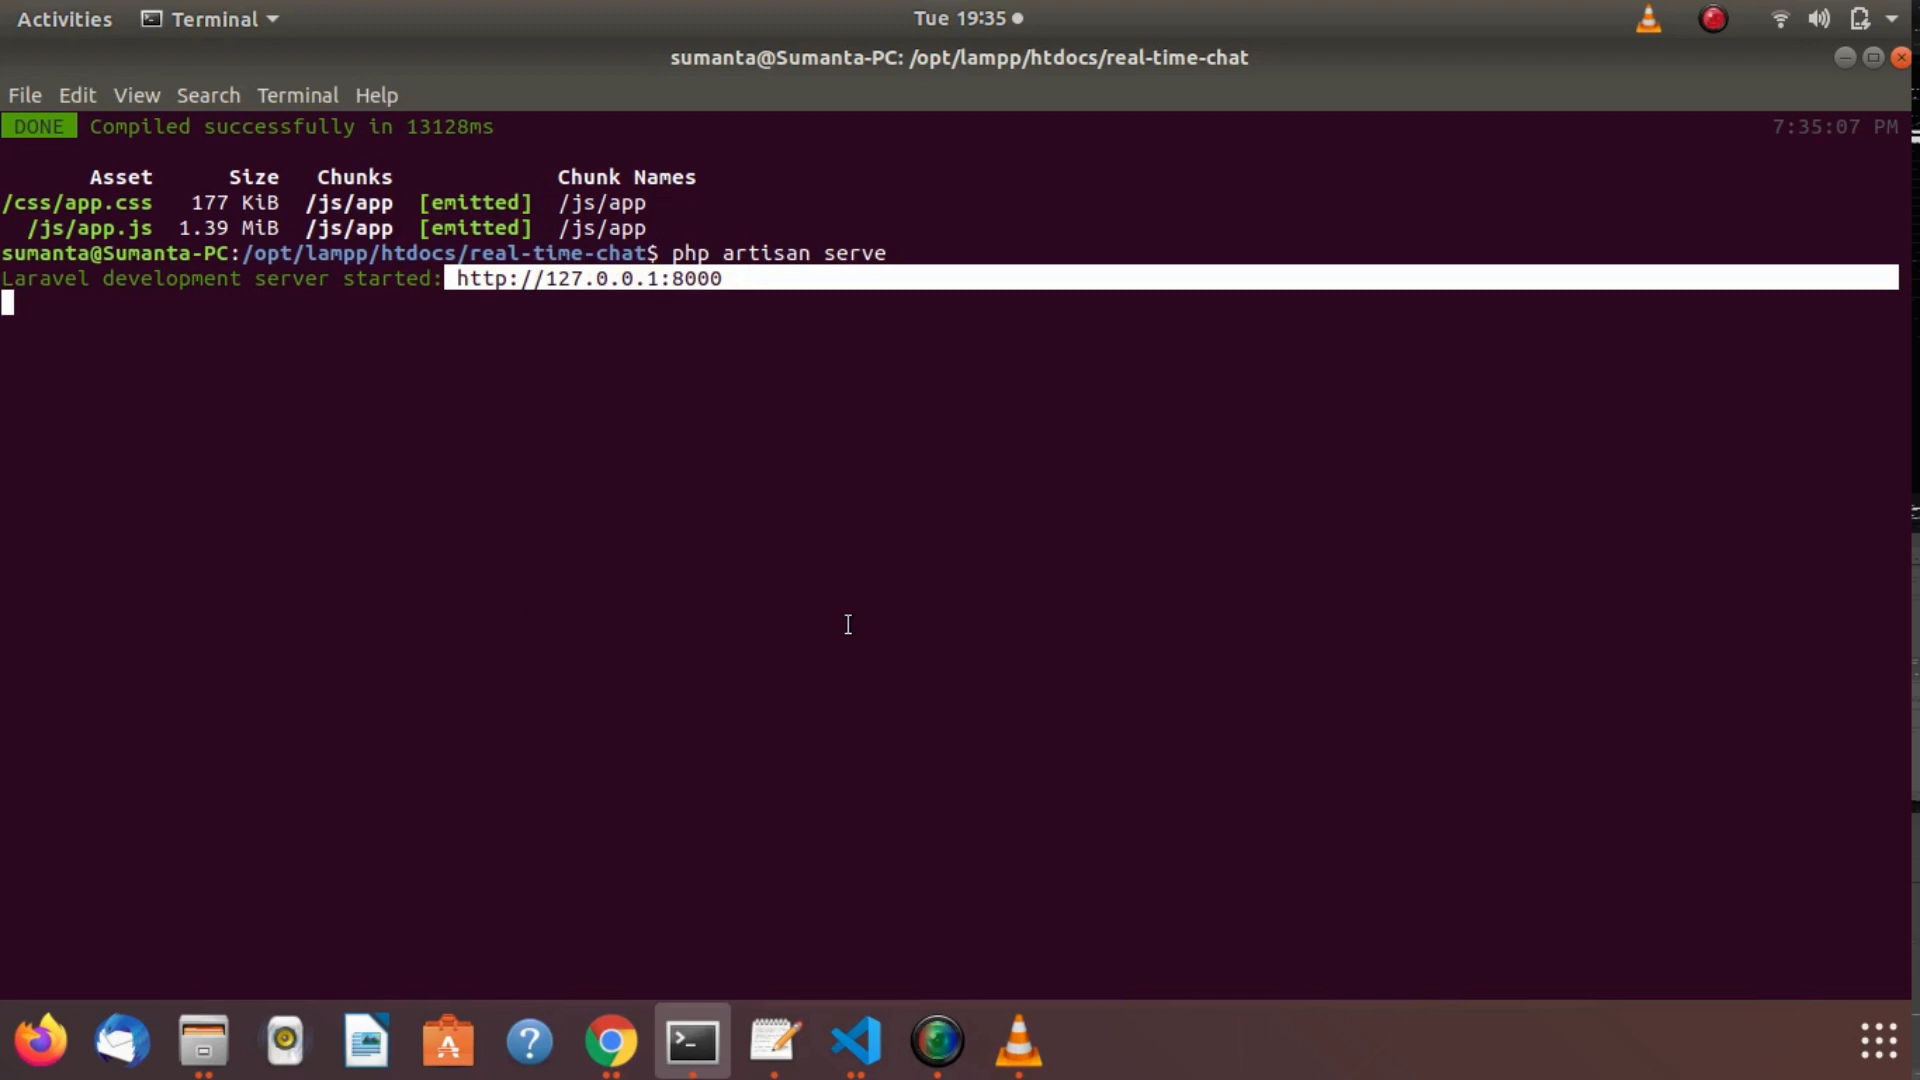 Activities Terminal Tue 19:35
sumanta@Sumanta-PC: /opt/lampp/htdocs/real-time-chat
File Edit View Search Terminal Help
DONE Compiled successfully in 13128ms 7:35:07 PM
Asset Size Chunks Chunk Names
/css/app.css 177 KiB /js/app [emitted] /js/app
/js/app.js 1.39 MiB /js/app [emitted] /js/app
sumanta@Sumanta-PC:/opt/lampp/htdocs/real-time-chat$ php artisan serve
Laravel development server started: http://127.0.0.1:8000